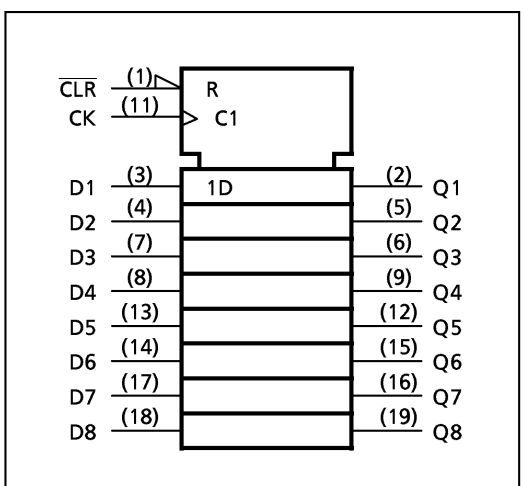 C̅L̅R̅ (1) R
CK (11) C1
D1 (3) 1D (2) Q1
D2 (4) (5) Q2
D3 (7) (6) Q3
D4 (8) (9) Q4
D5 (13) (12) Q5
D6 (14) (15) Q6
D7 (17) (16) Q7
D8 (18) (19) Q8